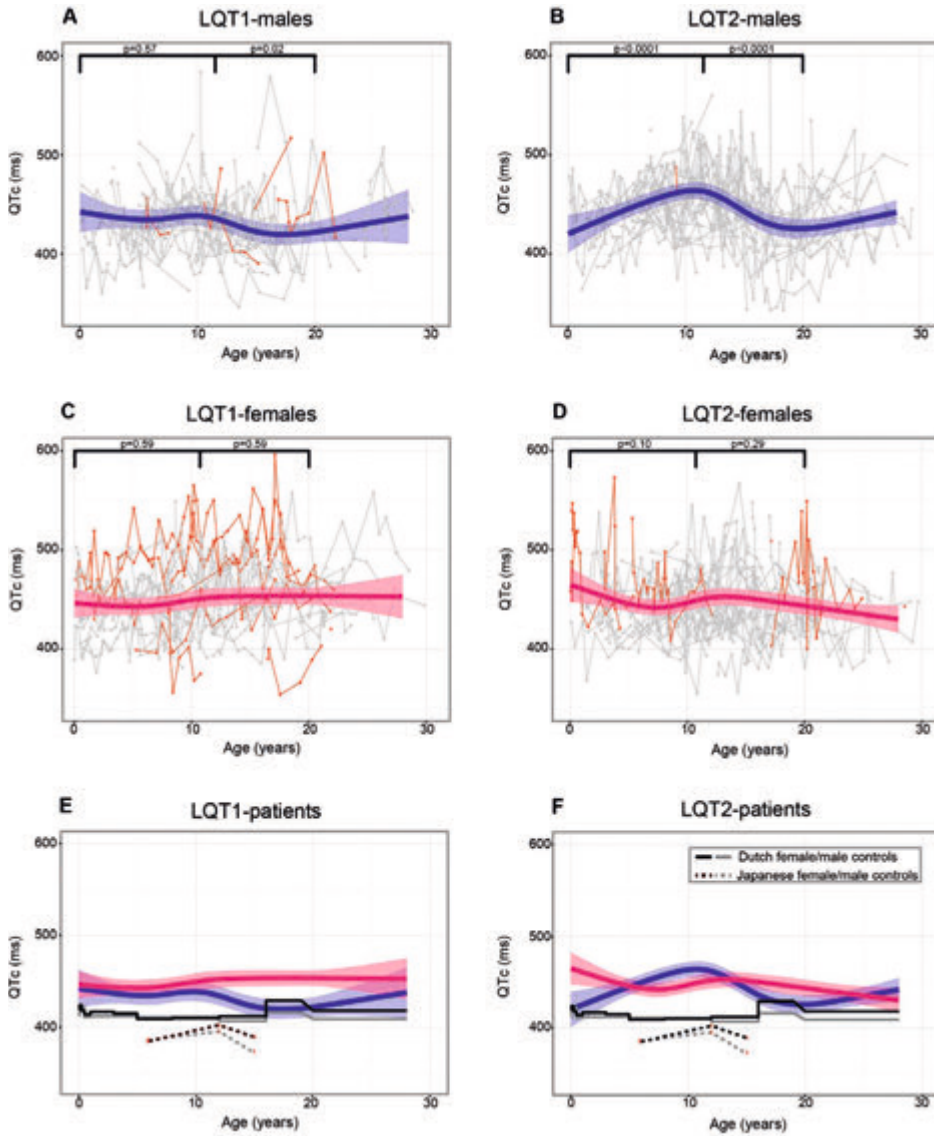 A LQT1-males
B LQT2-males
p=0.57 p=0.02
p<0.0001 p<0.0001
600
500
400
QTc (ms)
0 10 20 30
Age (years)
600
500
400
QTc (ms)
0 10 20 30
Age (years)
C LQT1-females
D LQT2-females
p=0.59 p=0.59
p=0.10 p=0.29
600
500
400
QTc (ms)
0 10 20 30
Age (years)
600
500
400
QTc (ms)
0 10 20 30
Age (years)
E LQT1-patients
F LQT2-patients
600
500
400
QTc (ms)
0 10 20 30
Age (years)
Dutch female/male controls
Japanese female/male controls
600
500
400
QTc (ms)
0 10 20 30
Age (years)